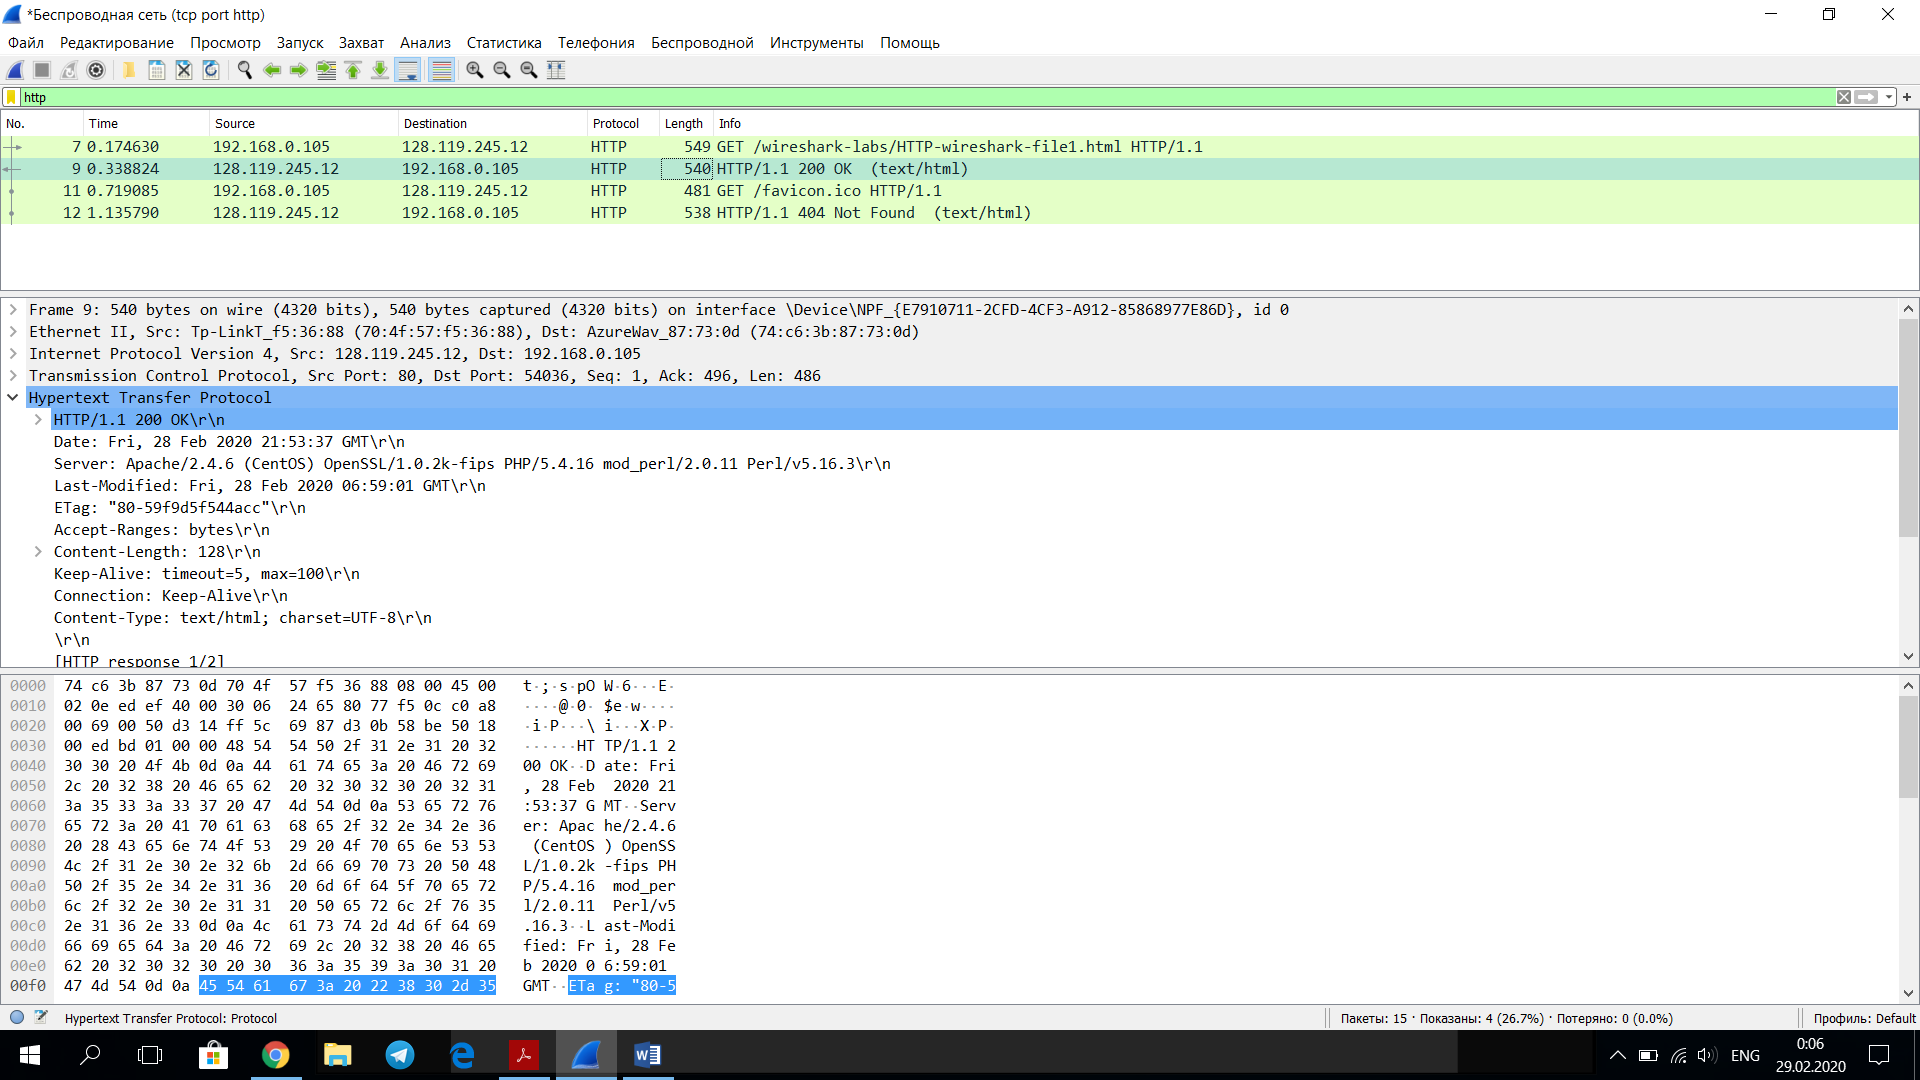 *Беспроводная сеть (tcp port http)
Файл Редактирование Просмотр Запуск Захват Анализ Статистика Телефония Беспроводной Инструменты Помощь
http
No. Time Source Destination Protocol Length Info
7 0.174630 192.168.0.105 128.119.245.12 HTTP 549 GET /wireshark-labs/HTTP-wireshark-file1.html HTTP/1.1
9 0.338824 128.119.245.12 192.168.0.105 HTTP 540 HTTP/1.1 200 OK  (text/html)
11 0.719085 192.168.0.105 128.119.245.12 HTTP 481 GET /favicon.ico HTTP/1.1
12 1.135790 128.119.245.12 192.168.0.105 HTTP 538 HTTP/1.1 404 Not Found  (text/html)
Frame 9: 540 bytes on wire (4320 bits), 540 bytes captured (4320 bits) on interface \Device\NPF_{E7910711-2CFD-4CF3-A912-85868977E86D}, id 0
Ethernet II, Src: Tp-LinkT_f5:36:88 (70:4f:57:f5:36:88), Dst: AzureWav_87:73:0d (74:c6:3b:87:73:0d)
Internet Protocol Version 4, Src: 128.119.245.12, Dst: 192.168.0.105
Transmission Control Protocol, Src Port: 80, Dst Port: 54036, Seq: 1, Ack: 496, Len: 486
Hypertext Transfer Protocol
HTTP/1.1 200 OK\r\n
Date: Fri, 28 Feb 2020 21:53:37 GMT\r\n
Server: Apache/2.4.6 (CentOS) OpenSSL/1.0.2k-fips PHP/5.4.16 mod_perl/2.0.11 Perl/v5.16.3\r\n
Last-Modified: Fri, 28 Feb 2020 06:59:01 GMT\r\n
ETag: "80-59f9d5f544acc"\r\n
Accept-Ranges: bytes\r\n
Content-Length: 128\r\n
Keep-Alive: timeout=5, max=100\r\n
Connection: Keep-Alive\r\n
Content-Type: text/html; charset=UTF-8\r\n
\r\n
[HTTP response 1/2]
0000 74 c6 3b 87 73 0d 70 4f 57 f5 36 88 08 00 45 00 t·;·s·pO W·6···E·
0010 02 0e ed ef 40 00 30 06 24 65 80 77 f5 0c c0 a8 ····@·0· $e·w····
0020 00 69 00 50 d3 14 ff 5c 69 87 d3 0b 58 be 50 18 ·i·P···\ i···X·P·
0030 00 ed bd 01 00 00 48 54 54 50 2f 31 2e 31 20 32 ······HT TP/1.1 2
0040 30 30 20 4f 4b 0d 0a 44 61 74 65 3a 20 46 72 69 00 OK··D ate: Fri
0050 2c 20 32 38 20 46 65 62 20 32 30 32 30 20 32 31 , 28 Feb  2020 21
0060 3a 35 33 3a 33 37 20 47 4d 54 0d 0a 53 65 72 76 :53:37 G MT··Serv
0070 65 72 3a 20 41 70 61 63 68 65 2f 32 2e 34 2e 36 er: Apac he/2.4.6
0080 20 28 43 65 6e 74 4f 53 29 20 4f 70 65 6e 53 53 (CentOS ) OpenSS
0090 4c 2f 31 2e 30 2e 32 6b 2d 66 69 70 73 20 50 48 L/1.0.2k -fips PH
00a0 50 2f 35 2e 34 2e 31 36 20 6d 6f 64 5f 70 65 72 P/5.4.16  mod_per
00b0 6c 2f 32 2e 30 2e 31 31 20 50 65 72 6c 2f 76 35 l/2.0.11  Perl/v5
00c0 2e 31 36 2e 33 0d 0a 4c 61 73 74 2d 4d 6f 64 69 .16.3··L ast-Modi
00d0 66 69 65 64 3a 20 46 72 69 2c 20 32 38 20 46 65 fied: Fr i, 28 Fe
00e0 62 20 32 30 32 30 20 30 36 3a 35 39 3a 30 31 20 b 2020 0 6:59:01
00f0 47 4d 54 0d 0a 45 54 61 67 3a 20 22 38 30 2d 35 GMT··ETa g: "80-5
Hypertext Transfer Protocol: Protocol
Пакеты: 15 · Показаны: 4 (26.7%) · Потеряно: 0 (0.0%)
Профиль: Default
ENG
0:06
29.02.2020